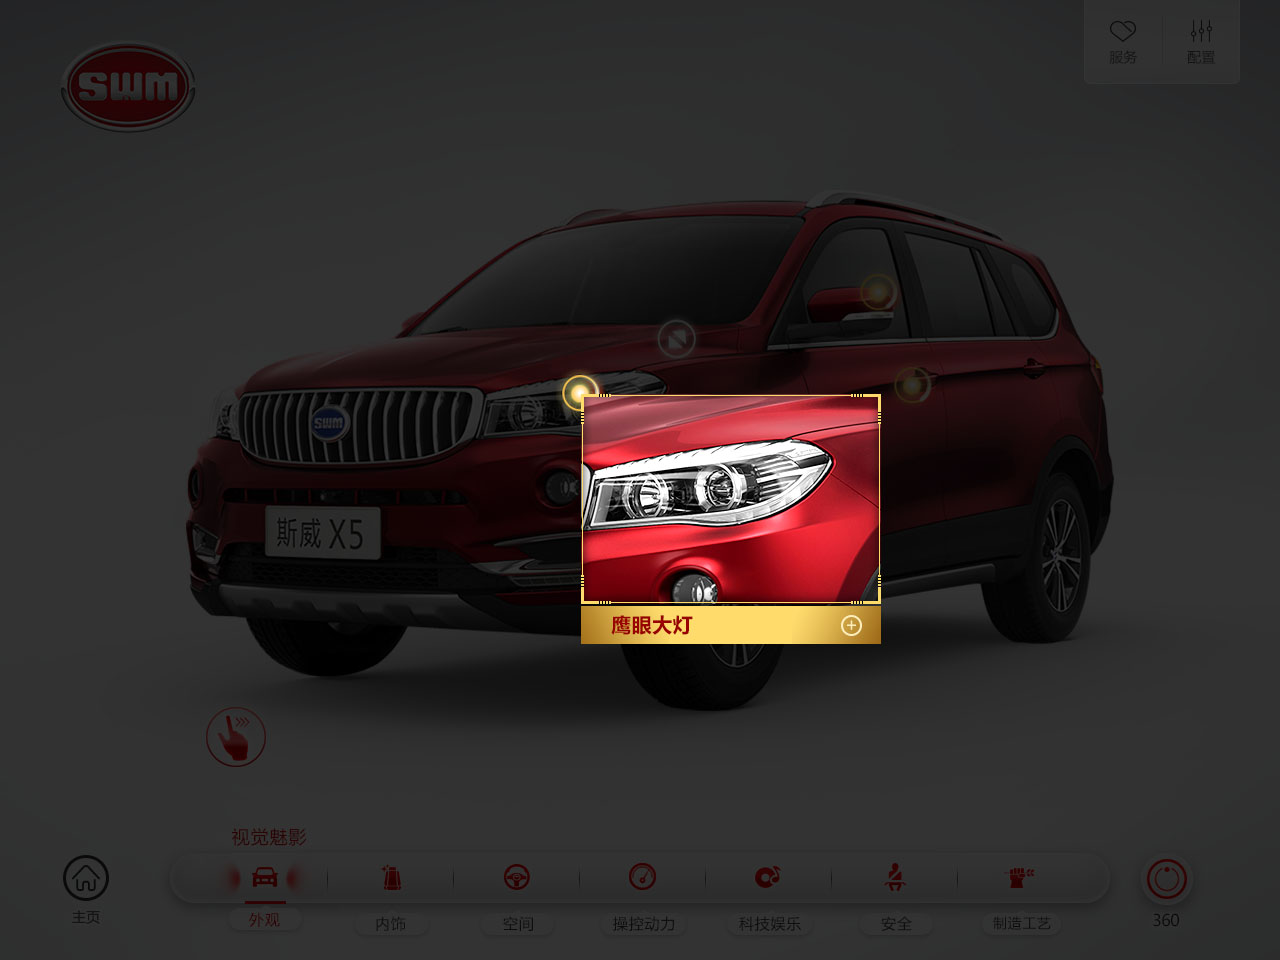 SWM
服务
配置
SWM
斯威 X5
鹰眼大灯
视觉魅影
主页
外观
内饰
空间
操控动力
科技娱乐
安全
制造工艺
360